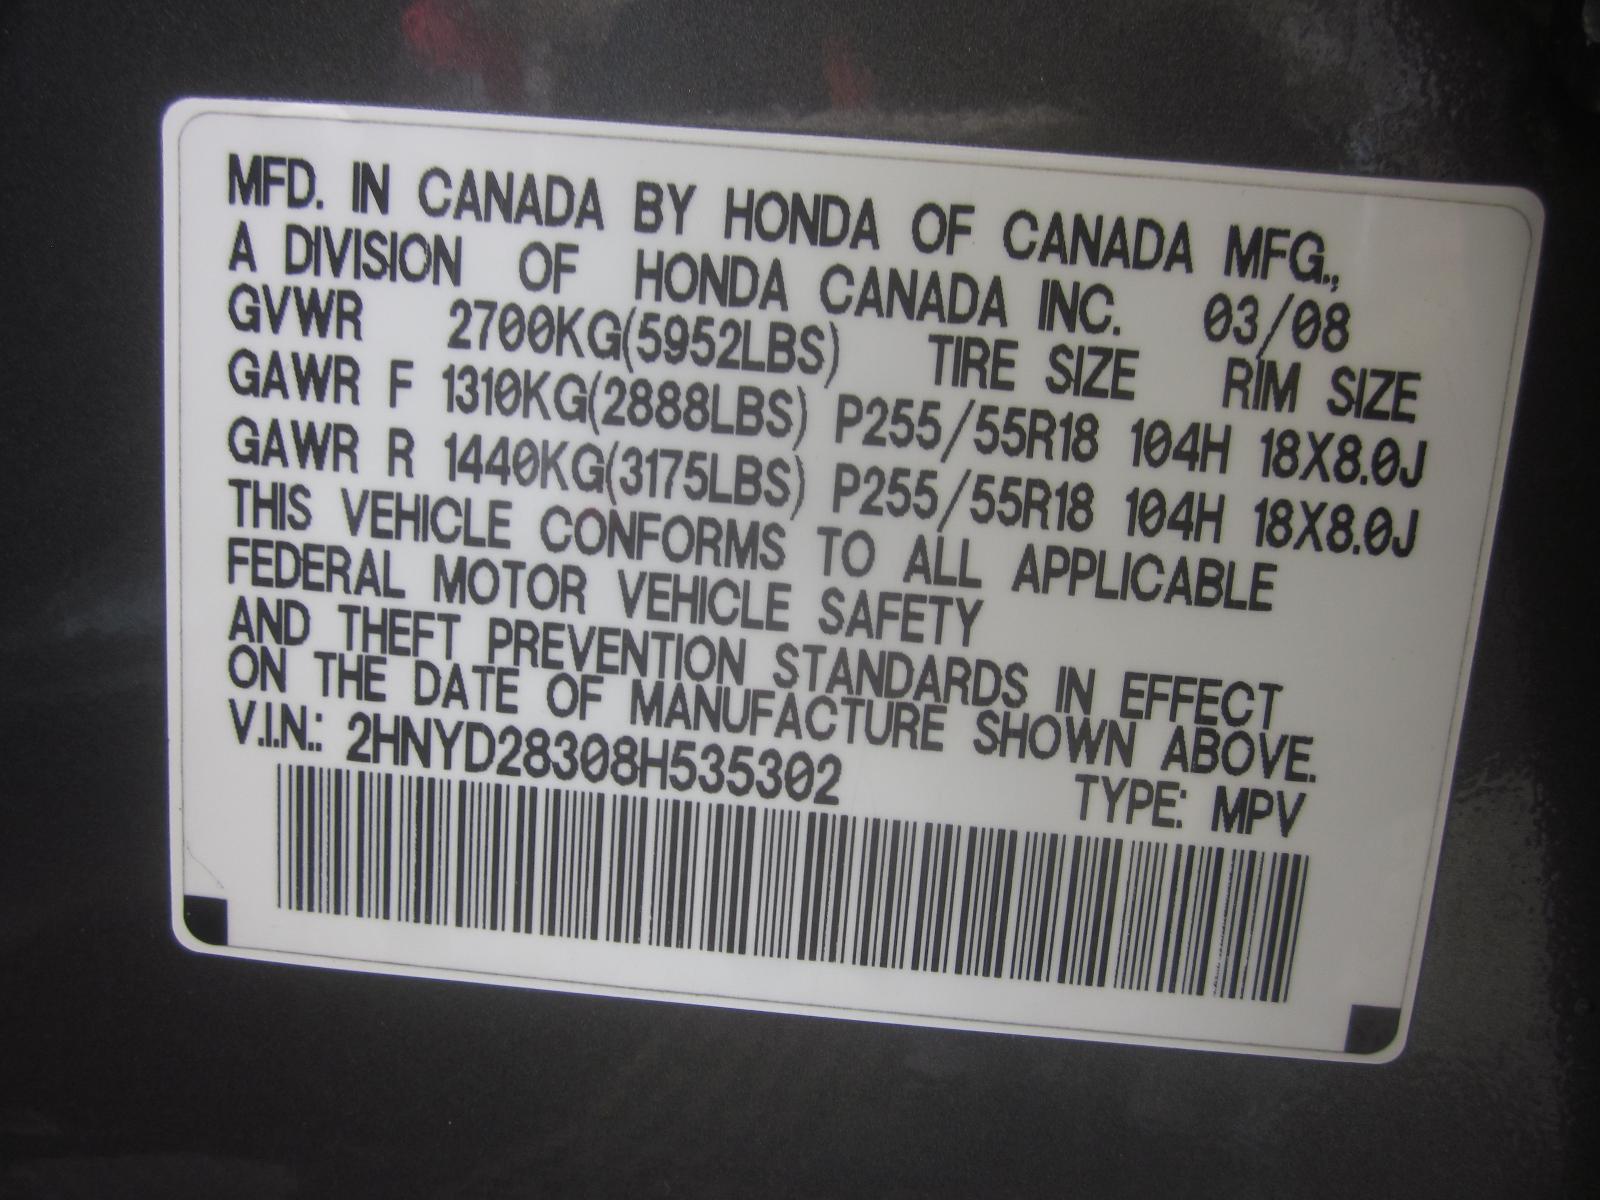 MFD. IN CANADA BY HONDA OF CANADA MFG.,
A DIVISION OF HONDA CANADA INC. 03/08
GVWR 2700KG(5952LBS) TIRE SIZE RIM SIZE
GAWR F 1310KG(2888LBS) P255/55R18 104H 18X8.0J
GAWR R 1440KG(3175LBS) P255/55R18 104H 18X8.0J
THIS VEHICLE CONFORMS TO ALL APPLICABLE
FEDERAL MOTOR VEHICLE SAFETY
AND THEFT PREVENTION STANDARDS IN EFFECT
ON THE DATE OF MANUFACTURE SHOWN ABOVE.
V.I.N.: 2HNYD28308H535302 TYPE: MPV